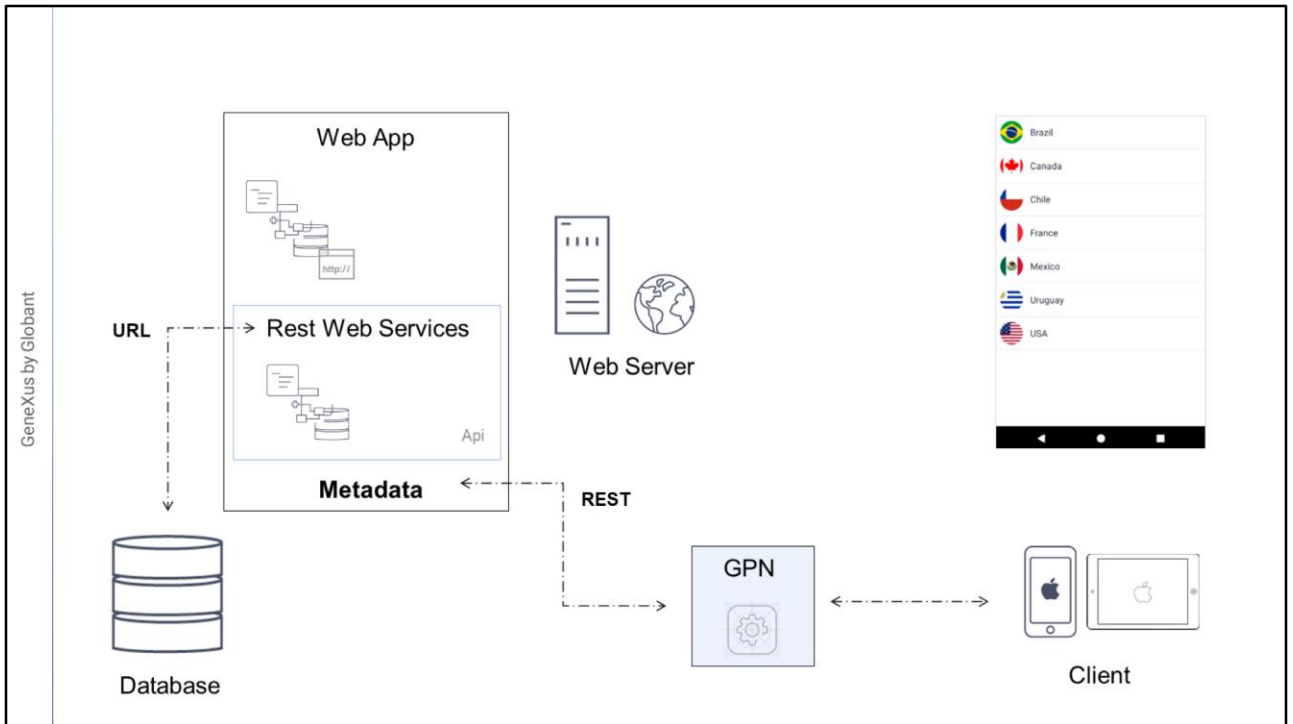 GeneXus by Globant
Web App
http://
URL
Rest Web Services
Api
Metadata
Web Server
REST
GPN
Database
Client
Brazil
Canada
Chile
France
Mexico
Uruguay
USA